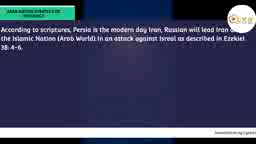 According to scriptures, Persia is the modern day Iran, Russian will lead Iran
the Islamic Nation (Arab World) in an attack against Isreal as described in Ezekiel
38: 4-6.